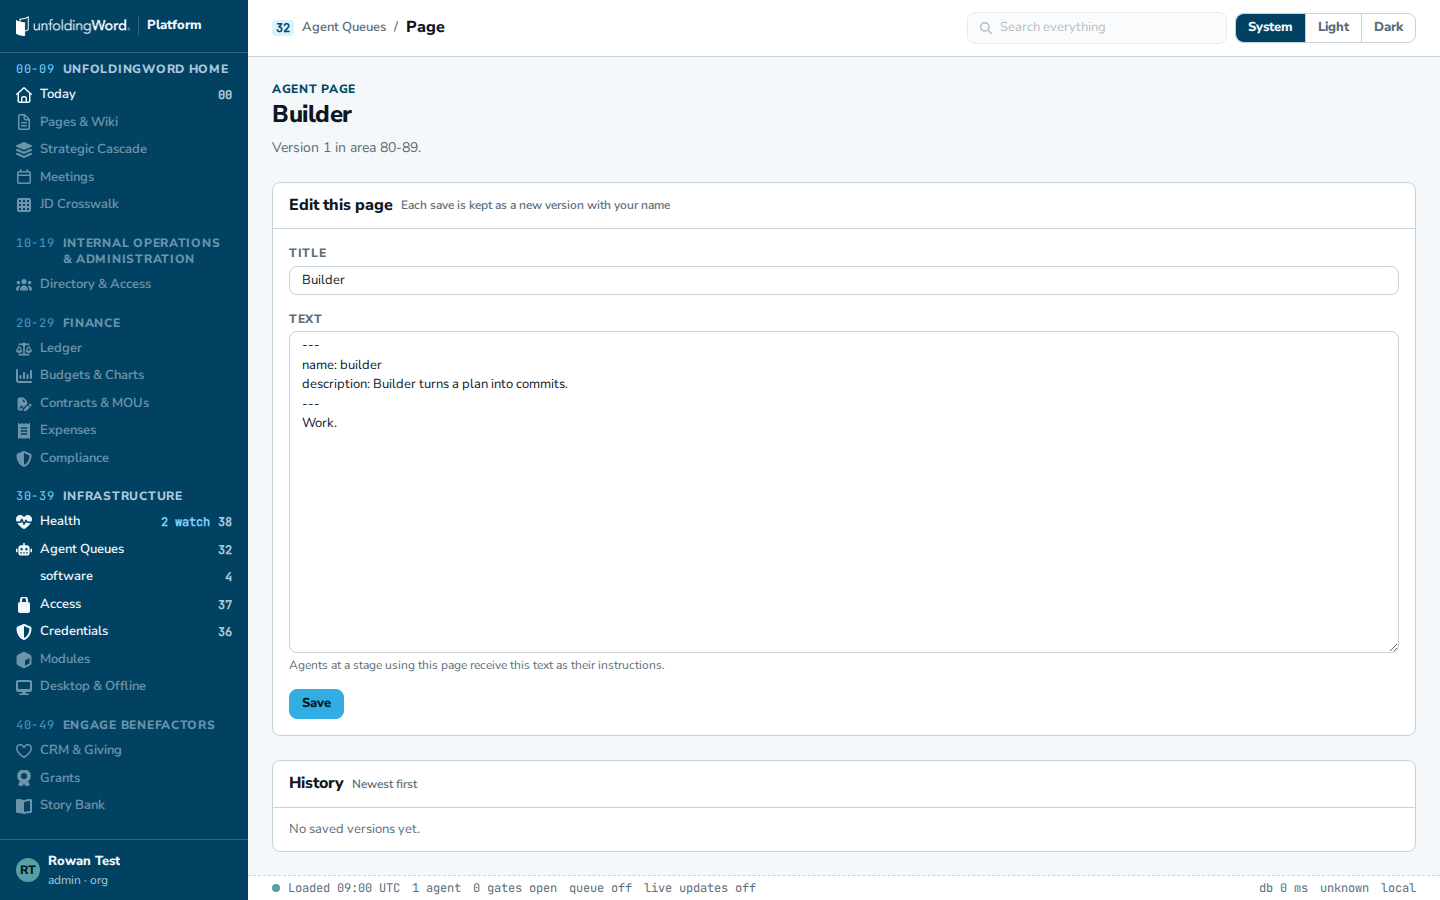 unfoldingWord Platform
00-09 UNFOLDINGWORD HOME
Today 00
Pages & Wiki
Strategic Cascade
Meetings
JD Crosswalk
10-19 INTERNAL OPERATIONS
& ADMINISTRATION
Directory & Access
20-29 FINANCE
Ledger
Budgets & Charts
Contracts & MOUs
Expenses
Compliance
30-39 INFRASTRUCTURE
Health 2 watch 38
Agent Queues 32
software 4
Access 37
Credentials 36
Modules
Desktop & Offline
40-49 ENGAGE BENEFACTORS
CRM & Giving
Grants
Story Bank
RT Rowan Test
admin · org
32 Agent Queues / Page
Search everything
System Light Dark
AGENT PAGE
Builder
Version 1 in area 80-89.
Edit this page Each save is kept as a new version with your name
TITLE
Builder
TEXT
---
name: builder
description: Builder turns a plan into commits.
---
Work.
Agents at a stage using this page receive this text as their instructions.
Save
History Newest first
No saved versions yet.
Loaded 09:00 UTC 1 agent 0 gates open queue off live updates off
db 0 ms unknown local